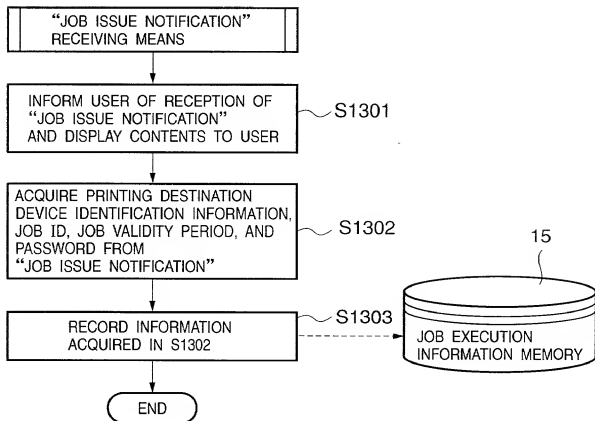 “JOB ISSUE NOTIFICATION”
RECEIVING MEANS
INFORM USER OF RECEPTION OF
“JOB ISSUE NOTIFICATION”
AND DISPLAY CONTENTS TO USER
S1301
ACQUIRE PRINTING DESTINATION
DEVICE IDENTIFICATION INFORMATION,
JOB ID, JOB VALIDITY PERIOD, AND
PASSWORD FROM
“JOB ISSUE NOTIFICATION”
S1302
15
RECORD INFORMATION
ACQUIRED IN S1302
S1303
JOB EXECUTION
INFORMATION MEMORY
END